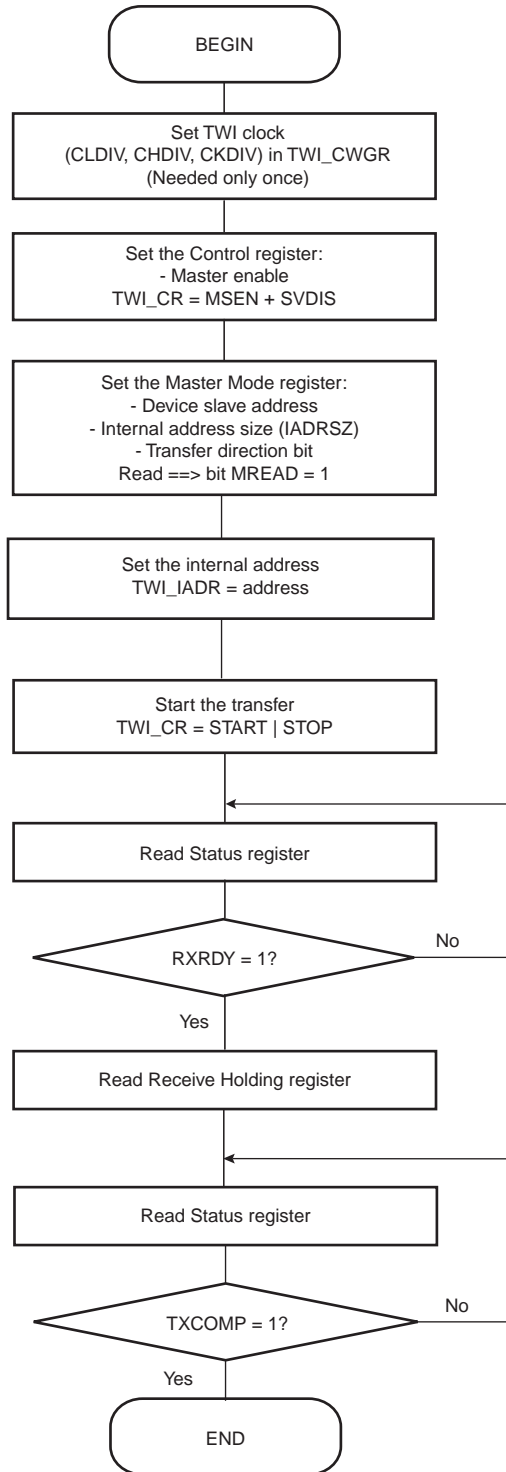 BEGIN
Set TWI clock
(CLDIV, CHDIV, CKDIV) in TWI_CWGR
(Needed only once)
Set the Control register:
- Master enable
TWI_CR = MSEN + SVDIS
Set the Master Mode register:
- Device slave address
- Internal address size (IADRSZ)
- Transfer direction bit
Read ==> bit MREAD = 1
Set the internal address
TWI_IADR = address
Start the transfer
TWI_CR = START | STOP
Read Status register
RXRDY = 1?
No
Yes
Read Receive Holding register
Read Status register
TXCOMP = 1?
No
Yes
END